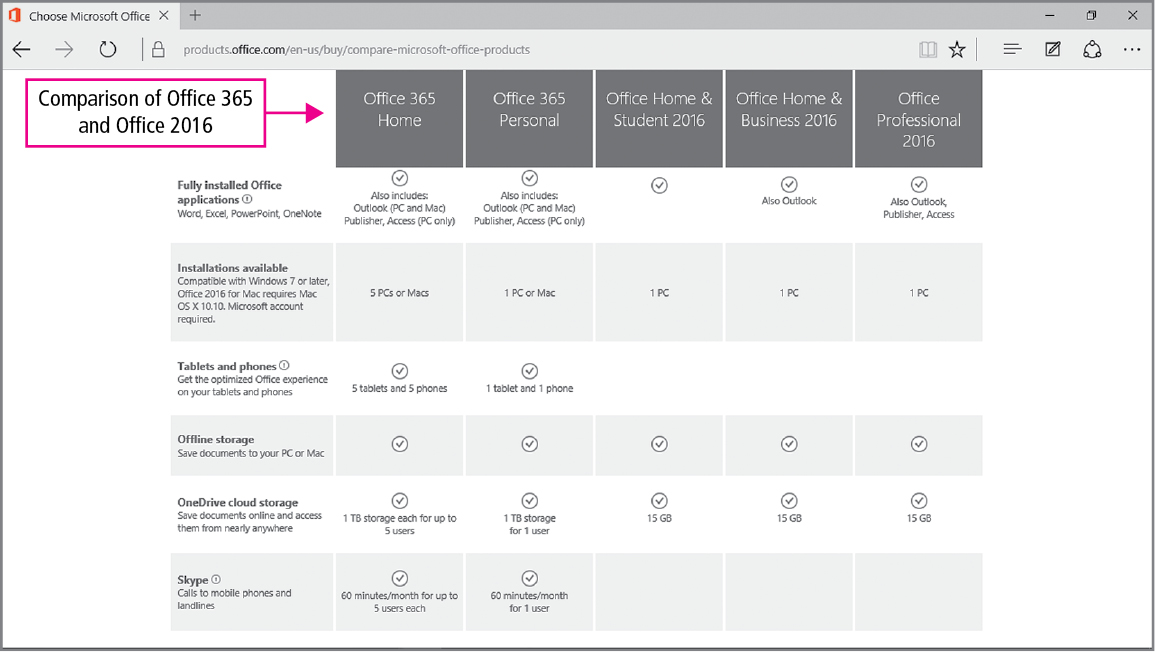 Choose Microsoft Office
products.office.com/en-us/buy/compare-microsoft-office-products
Comparison of Office 365
and Office 2016
Office 365
Home
Office 365
Personal
Office Home &
Student 2016
Office Home &
Business 2016
Office
Professional
2016
Fully installed Office
applications
Word, Excel, PowerPoint, OneNote
Also includes:
Outlook (PC and Mac)
Publisher, Access (PC only)
Also includes:
Outlook (PC and Mac)
Publisher, Access (PC only)
Also Outlook
Also Outlook,
Publisher, Access
Installations available
Compatible with Windows 7 or later,
Office 2016 for Mac requires Mac
OS X 10.10. Microsoft account
required.
5 PCs or Macs
1 PC or Mac
1 PC
1 PC
1 PC
Tablets and phones
Get the optimized Office experience
on your tablets and phones
5 tablets and 5 phones
1 tablet and 1 phone
Offline storage
Save documents to your PC or Mac
OneDrive cloud storage
Save documents online and access
them from nearly anywhere
1 TB storage each for up to
5 users
1 TB storage
for 1 user
15 GB
15 GB
15 GB
Skype
Calls to mobile phones and
landlines
60 minutes/month for up to
5 users each
60 minutes/month
for 1 user